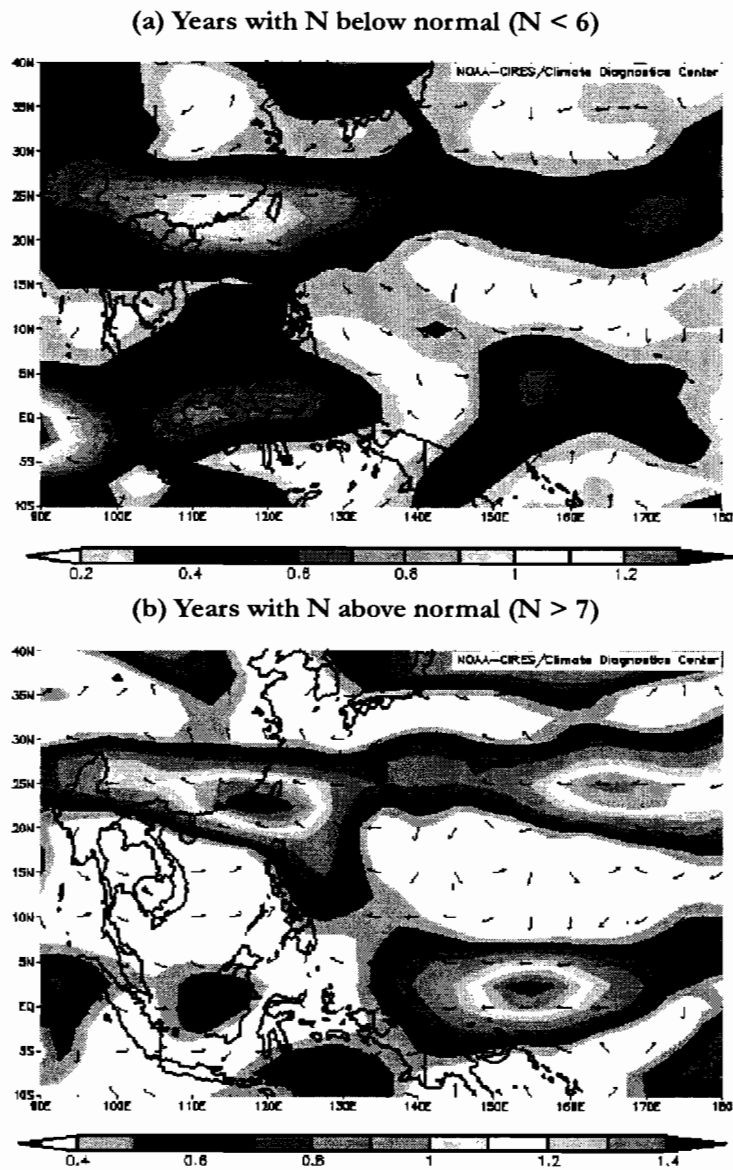 (a) Years with N below normal (N < 6)
NOAA-CIRES/Climate Diagnostics Center
40N
35N
30N
25N
20N
15N
10N
5N
EQ
5S
10S
90E 100E 110E 120E 130E 140E 150E 160E 170E 180
0.2 0.4 0.6 0.8 1 1.2
(b) Years with N above normal (N > 7)
NOAA-CIRES/Climate Diagnostics Center
40N
35N
30N
25N
20N
15N
10N
5N
EQ
5S
10S
90E 100E 110E 120E 130E 140E 150E 160E 170E 180
0.4 0.6 0.8 1 1.2 1.4